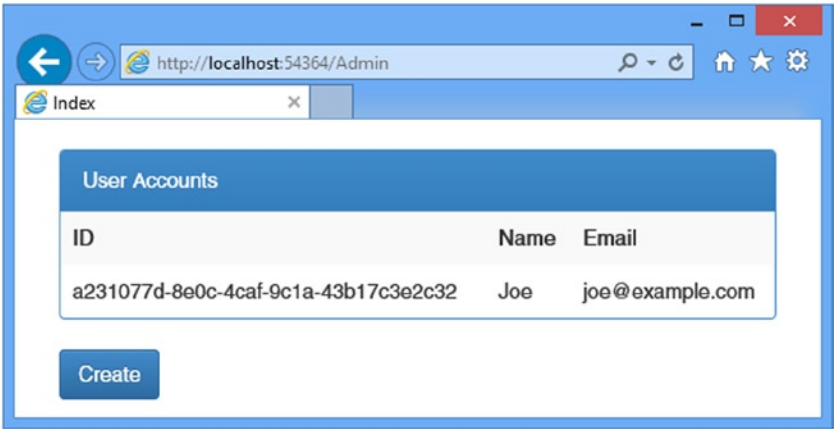 http://localhost:54364/Admin
Index
User Accounts
ID Name Email
a231077d-8e0c-4caf-9c1a-43b17c3e2c32 Joe joe@example.com
Create